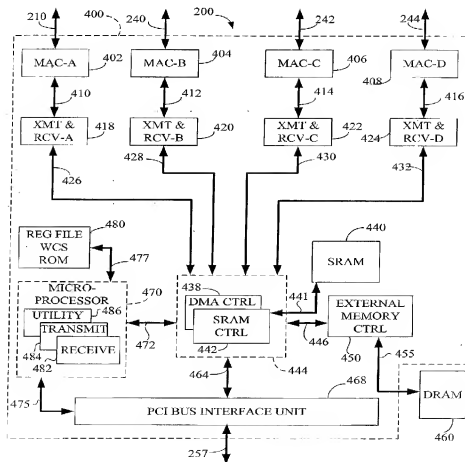 400
200
210
240
242
244
MAC-A
402
MAC-B
404
MAC-C
406
MAC-D
408
410
412
414
416
XMT &
RCV-A
418
XMT &
RCV-B
420
XMT &
RCV-C
422
XMT &
RCV-D
424
426
428
430
432
REG FILE
WCS
ROM
480
477
440
SRAM
MICRO-
PROCESSOR
470
UTILITY
486
TRANSMIT
484
RECEIVE
482
472
438
DMA CTRL
SRAM
CTRL
442
444
441
446
EXTERNAL
MEMORY
CTRL
450
455
464
475
468
PCI BUS INTERFACE UNIT
DRAM
460
257